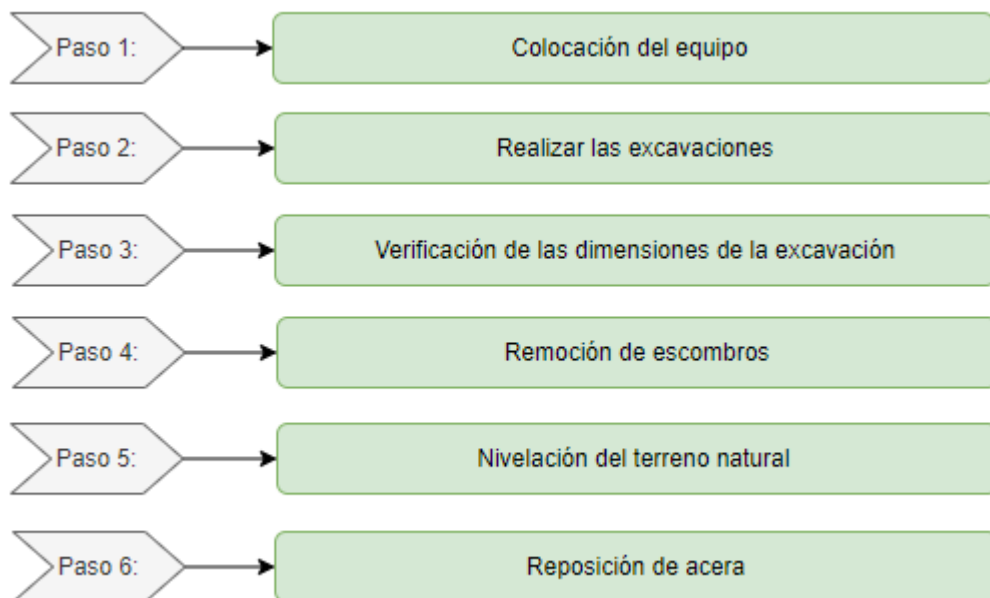 Paso 1: Colocación del equipo
Paso 2: Realizar las excavaciones
Paso 3: Verificación de las dimensiones de la excavación
Paso 4: Remoción de escombros
Paso 5: Nivelación del terreno natural
Paso 6: Reposición de acera